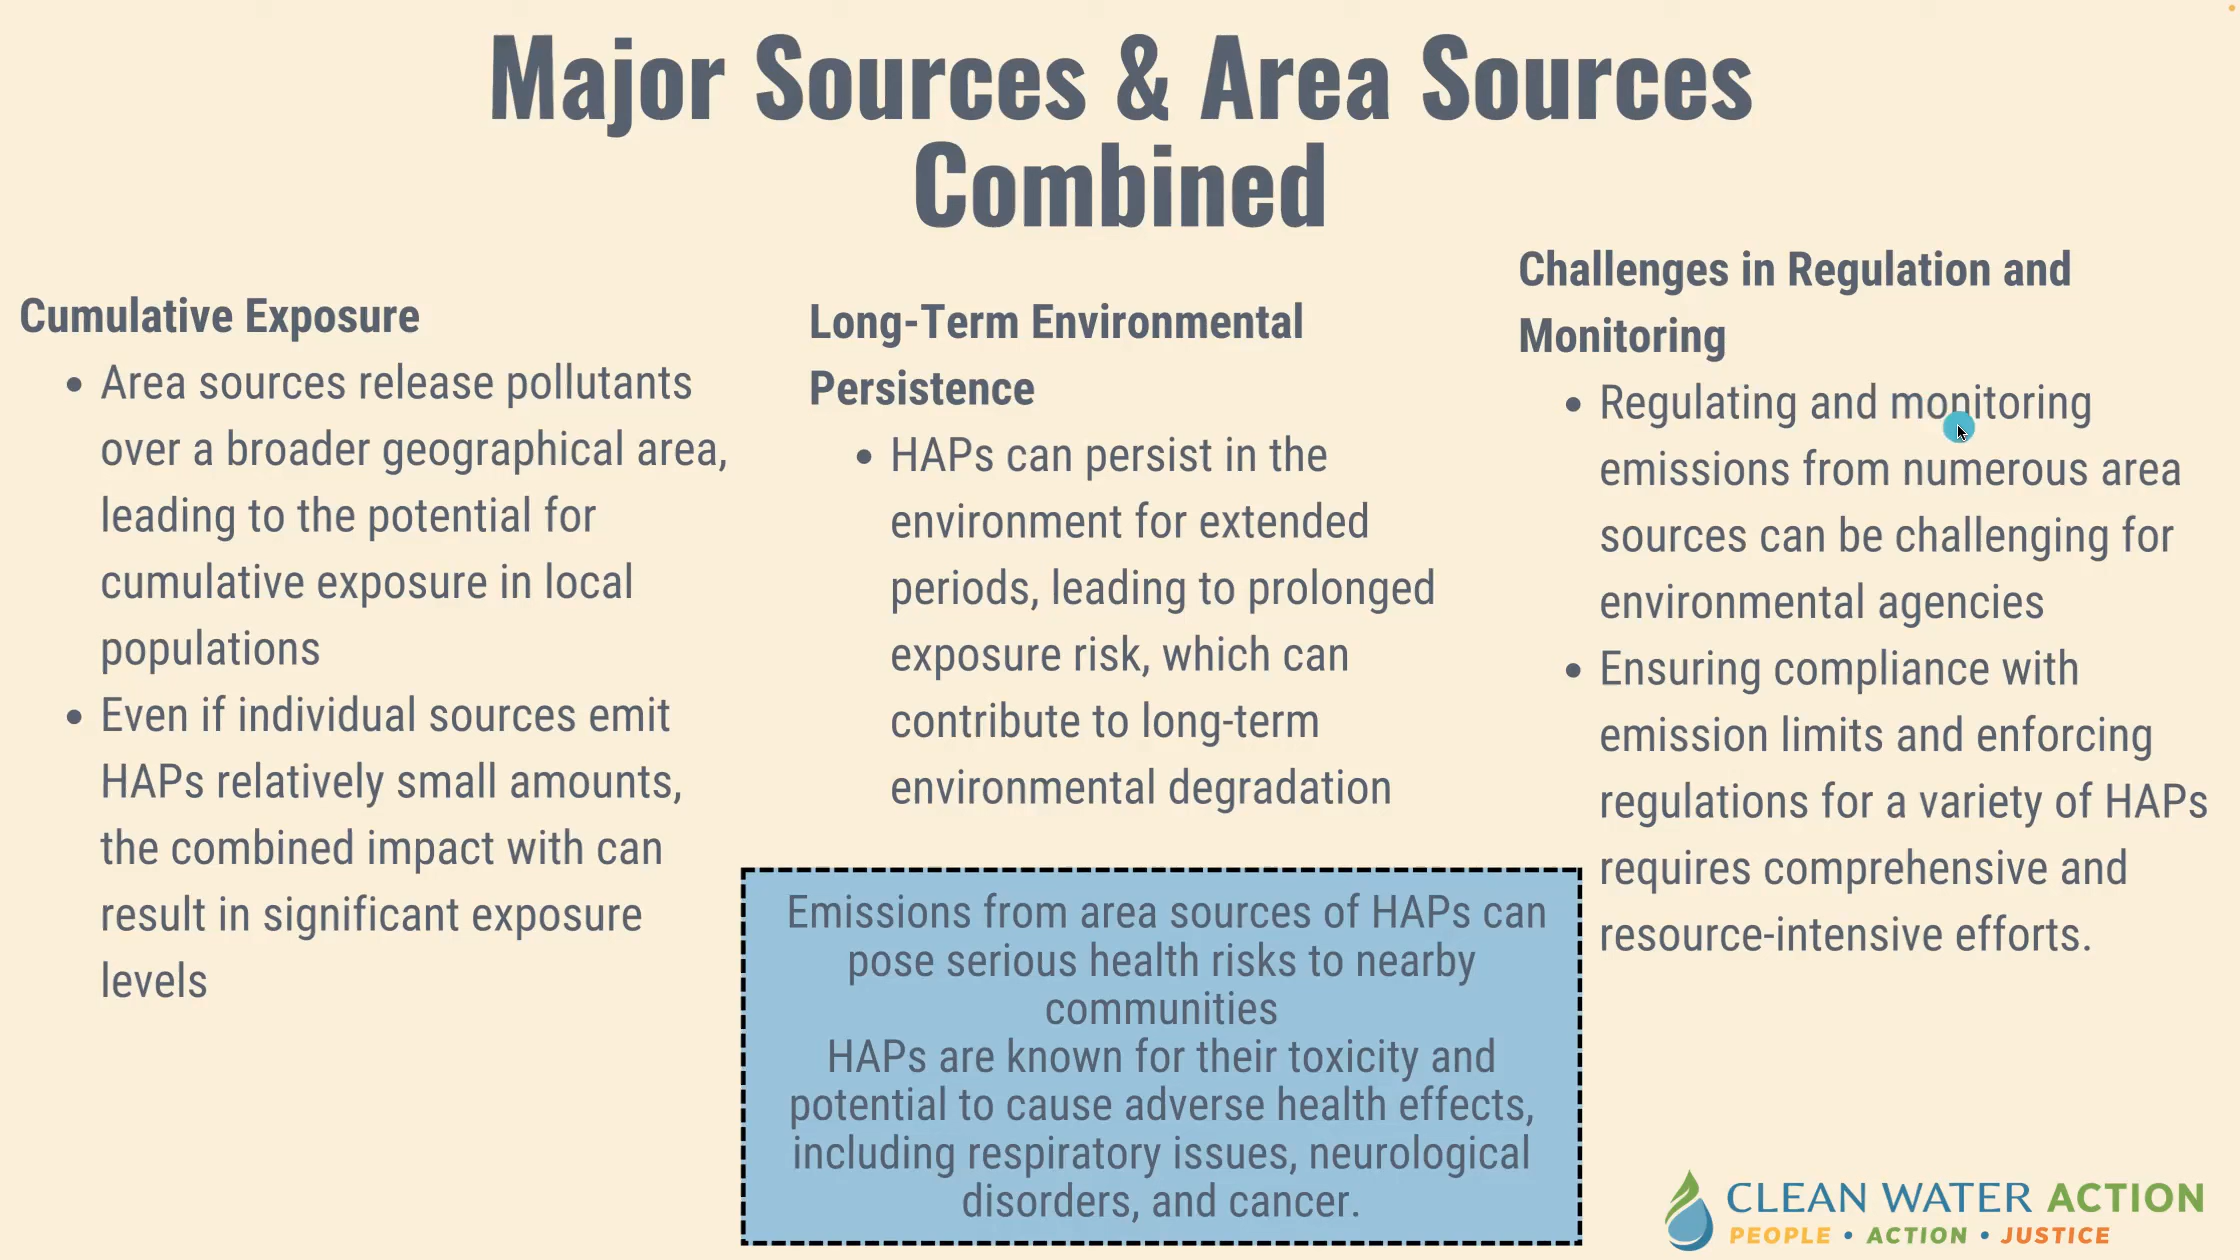 Major Sources & Area Sources
Combined
Cumulative Exposure
• Area sources release pollutants
over a broader geographical area,
leading to the potential for
cumulative exposure in local
populations
• Even if individual sources emit
HAPs relatively small amounts,
the combined impact with can
result in significant exposure
levels
Long-Term Environmental
Persistence
• HAPs can persist in the
environment for extended
periods, leading to prolonged
exposure risk, which can
contribute to long-term
environmental degradation
Challenges in Regulation and
Monitoring
• Regulating and monitoring
emissions from numerous area
sources can be challenging for
environmental agencies
• Ensuring compliance with
emission limits and enforcing
regulations for a variety of HAPs
requires comprehensive and
resource-intensive efforts.
Emissions from area sources of HAPs can
pose serious health risks to nearby
communities
HAPs are known for their toxicity and
potential to cause adverse health effects,
including respiratory issues, neurological
disorders, and cancer.
CLEAN WATER ACTION
PEOPLE • ACTION • JUSTICE